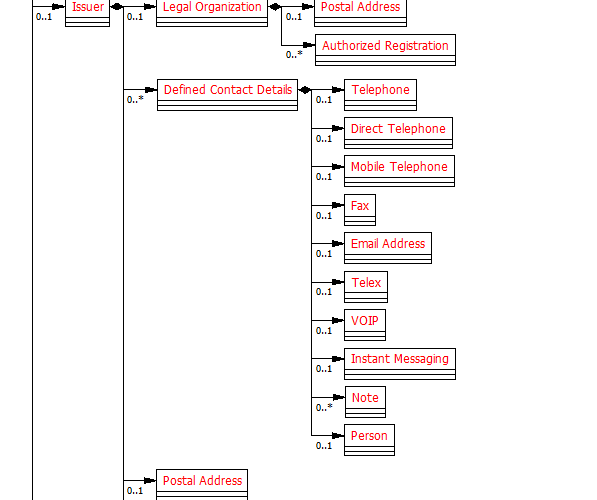 Issuer
Legal Organization
Postal Address
0..1
0..1
0..1
Authorized Registration
0..*
Defined Contact Details
Telephone
0..*
0..1
Direct Telephone
0..1
Mobile Telephone
0..1
Fax
0..1
Email Address
0..1
Telex
0..1
VOIP
0..1
Instant Messaging
0..1
Note
0..*
Person
0..1
Postal Address
0..1